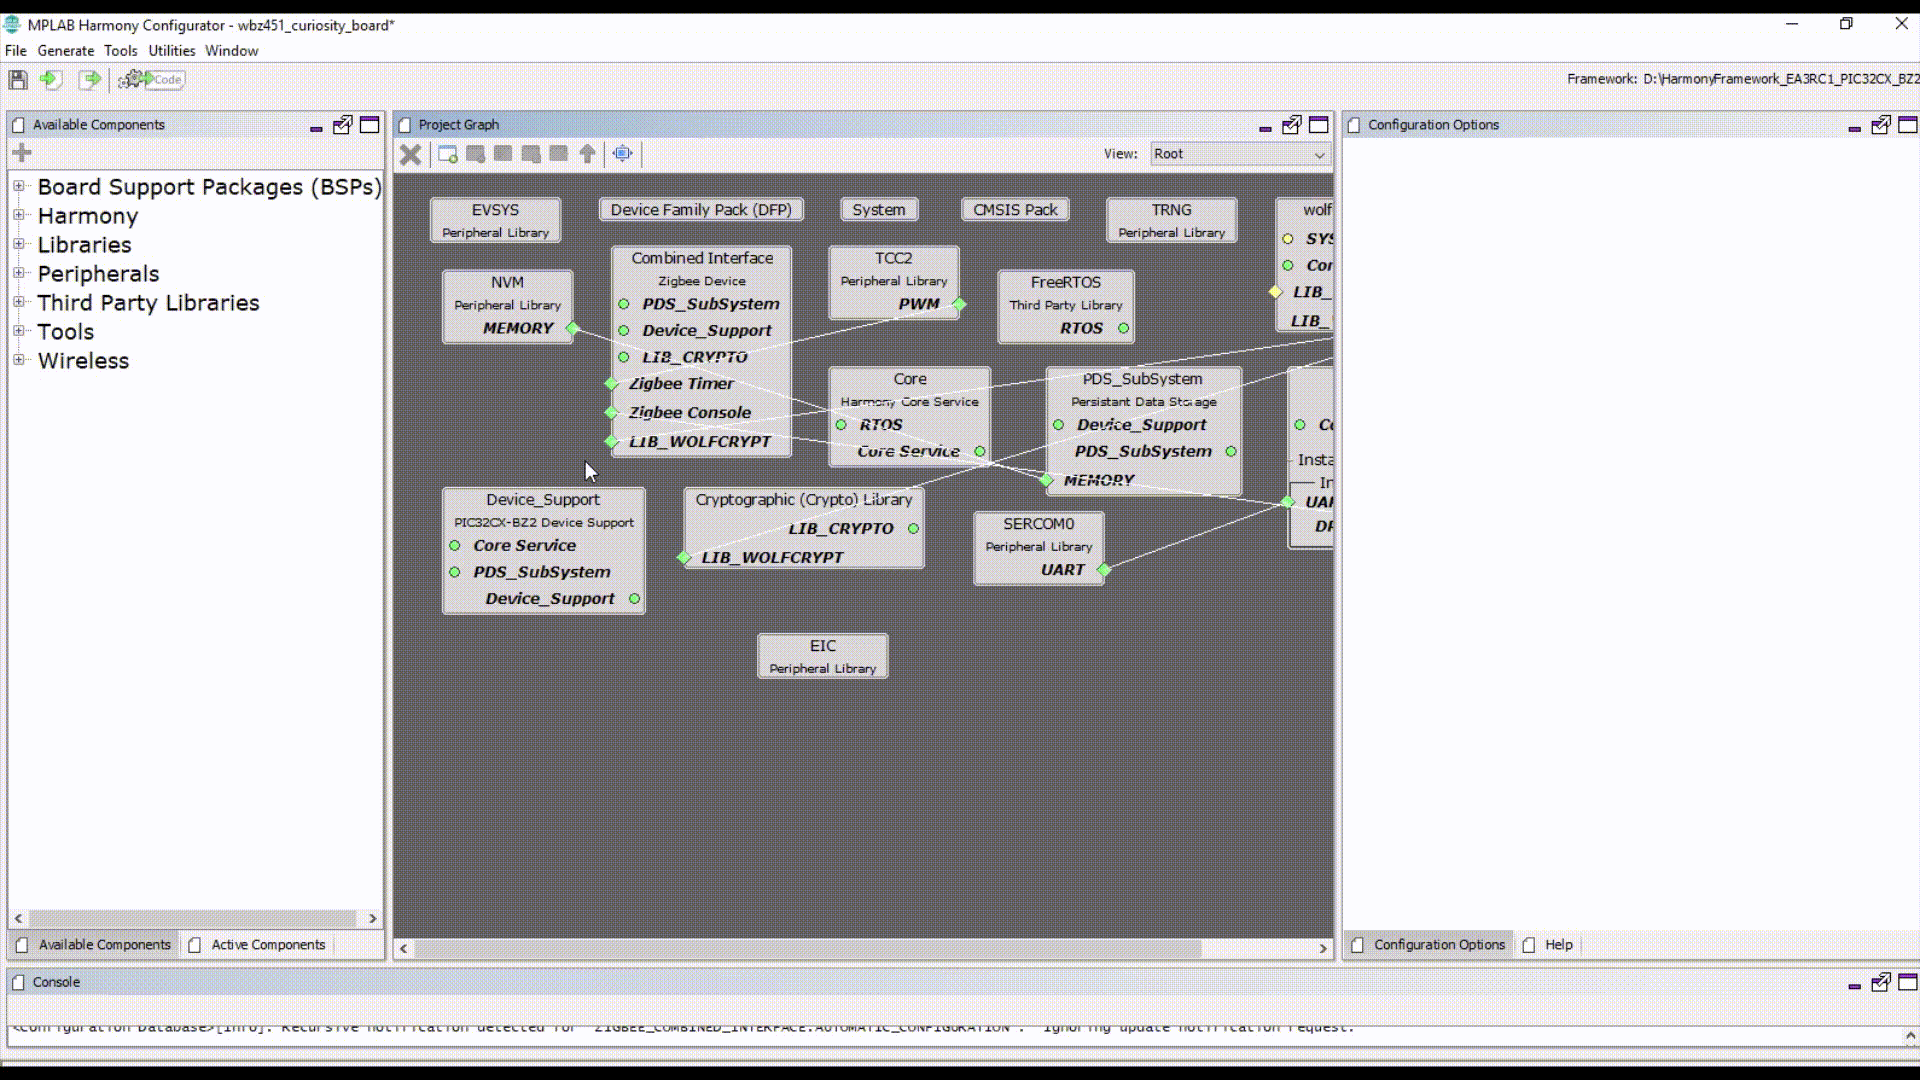 MPLAB Harmony Configurator - wbz451_curiosity_board*
File Generate Tools Utilities Window
Code
Framework: D:\HarmonyFramework_EA3RC1_PIC32CX_BZ2
Available Components
Board Support Packages (BSPs)
Harmony
Libraries
Peripherals
Third Party Libraries
Tools
Wireless
Available Components
Active Components
Project Graph
View: Root
EVSYS
Peripheral Library
Device Family Pack (DFP)
System
CMSIS Pack
TRNG
Peripheral Library
wolf
SYS
Cor
LIB_
LIB_
NVM
Peripheral Library
MEMORY
Combined Interface
Zigbee Device
PDS_SubSystem
Device_Support
LIB_CRYPTO
Zigbee Timer
Zigbee Console
LIB_WOLFCRYPT
TCC2
Peripheral Library
PWM
FreeRTOS
Third Party Library
RTOS
Core
Harmony Core Service
RTOS
Core Service
PDS_SubSystem
Persistant Data Storage
Device_Support
PDS_SubSystem
MEMORY
Insta
In
UAR
Device_Support
PIC32CX-BZ2 Device Support
Core Service
PDS_SubSystem
Device_Support
Cryptographic (Crypto) Library
LIB_CRYPTO
LIB_WOLFCRYPT
SERCOM0
Peripheral Library
UART
EIC
Peripheral Library
Configuration Options
Configuration Options
Help
Console
<Configuration Database>[Info]: Recursive notification detected for "ZIGBEE_COMBINED_INTERFACE.AUTOMATIC_CONFIGURATION". Ignoring update notification request.